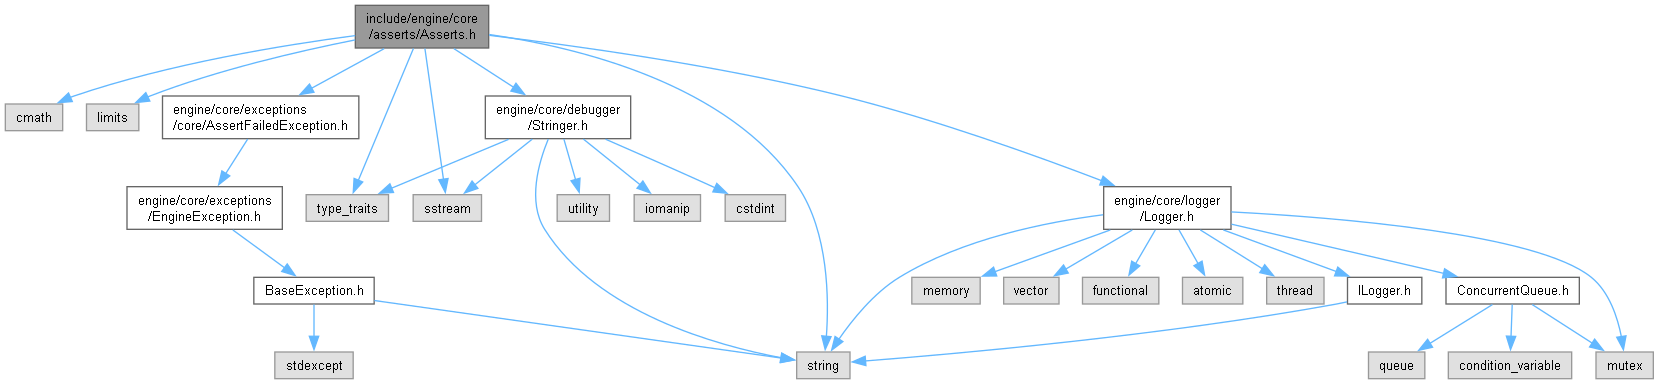 include/engine/core
/asserts/Asserts.h
cmath
limits
engine/core/exceptions
/core/AssertFailedException.h
engine/core/debugger
/Stringer.h
engine/core/exceptions
/EngineException.h
type_traits
sstream
utility
iomanip
cstdint
engine/core/logger
/Logger.h
BaseException.h
memory
vector
functional
atomic
thread
ILogger.h
ConcurrentQueue.h
stdexcept
string
queue
condition_variable
mutex